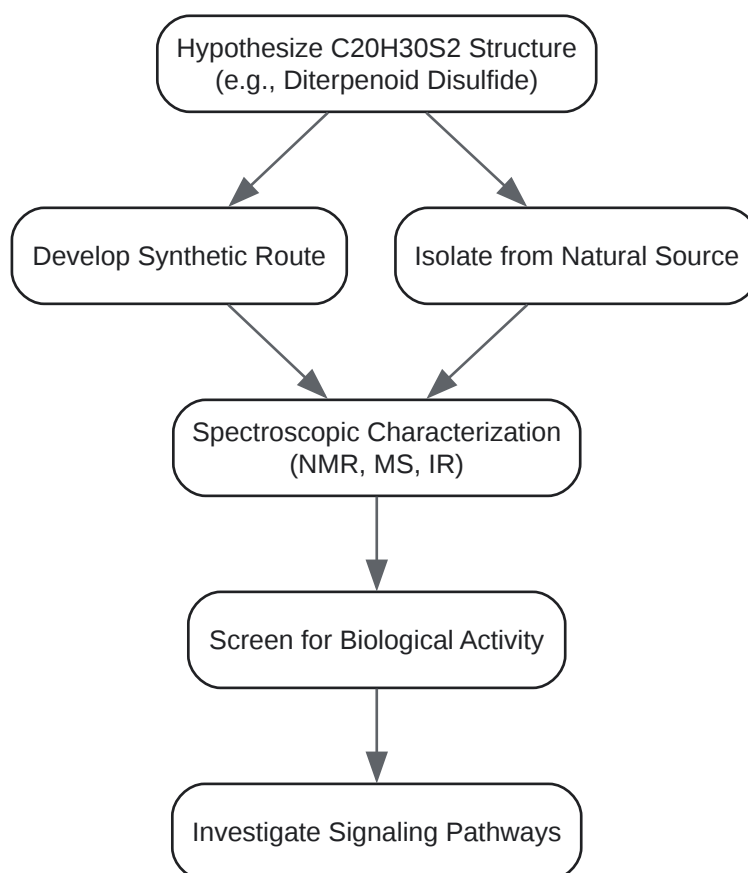 Hypothesize C20H30S2 Structure
(e.g., Diterpenoid Disulfide)
Develop Synthetic Route
Isolate from Natural Source
Spectroscopic Characterization
(NMR, MS, IR)
Screen for Biological Activity
Investigate Signaling Pathways